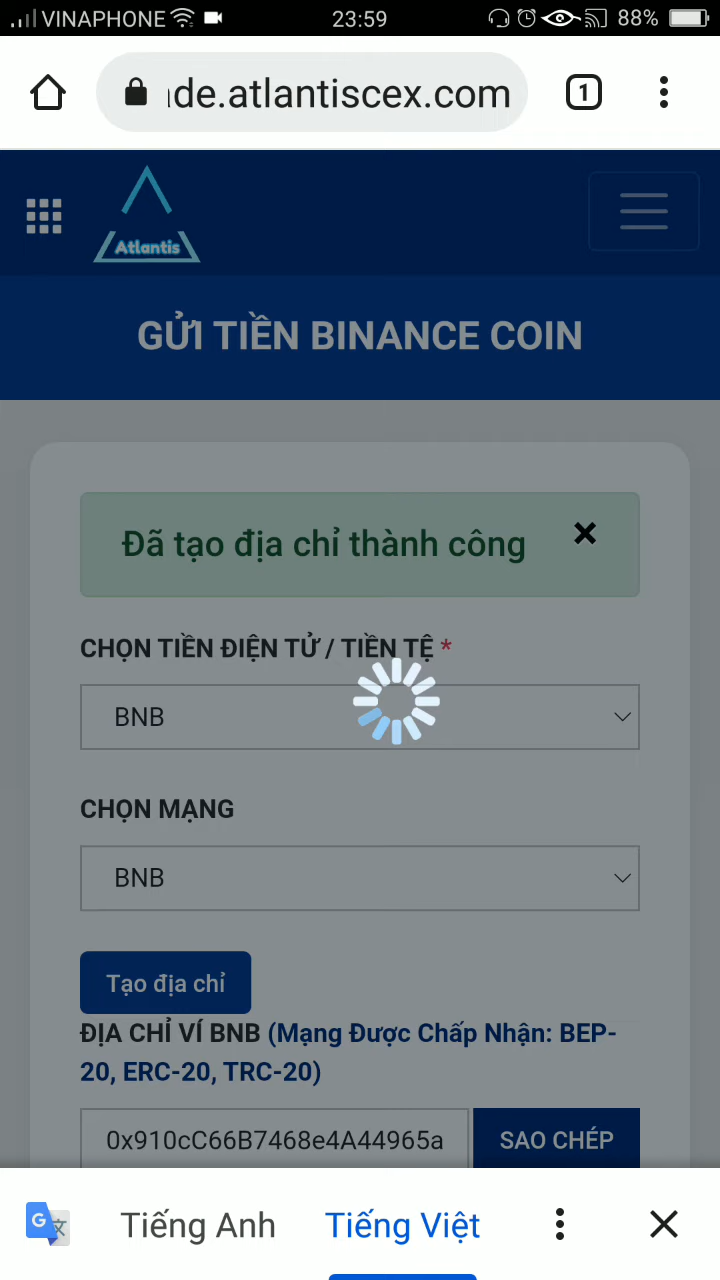 VINAPHONE 23:59 88%
de.atlantiscex.com 1
Atlantis
GỬI TIỀN BINANCE COIN
Đã tạo địa chỉ thành công
CHỌN TIỀN ĐIỆN TỬ / TIỀN TỆ *
BNB
CHỌN MẠNG
BNB
Tạo địa chỉ
ĐỊA CHỈ VÍ BNB (Mạng Được Chấp Nhận: BEP-
20, ERC-20, TRC-20)
0x910cC66B7468e4A44965a SAO CHÉP
G Tiếng Anh Tiếng Việt